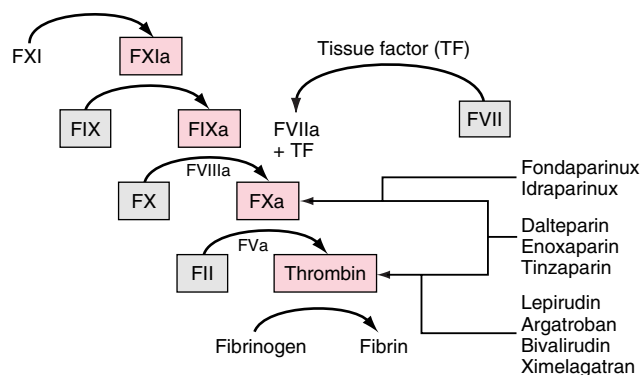 Tissue factor (TF)
FXI
FXIa
FIX
FIXa
FVIIa
+ TF
FVII
FVIIIa
FX
FXa
Fondaparinux
Idraparinux
FVa
FII
Thrombin
Dalteparin
Enoxaparin
Tinzaparin
Fibrinogen
Fibrin
Lepirudin
Argatroban
Bivalirudin
Ximelagatran